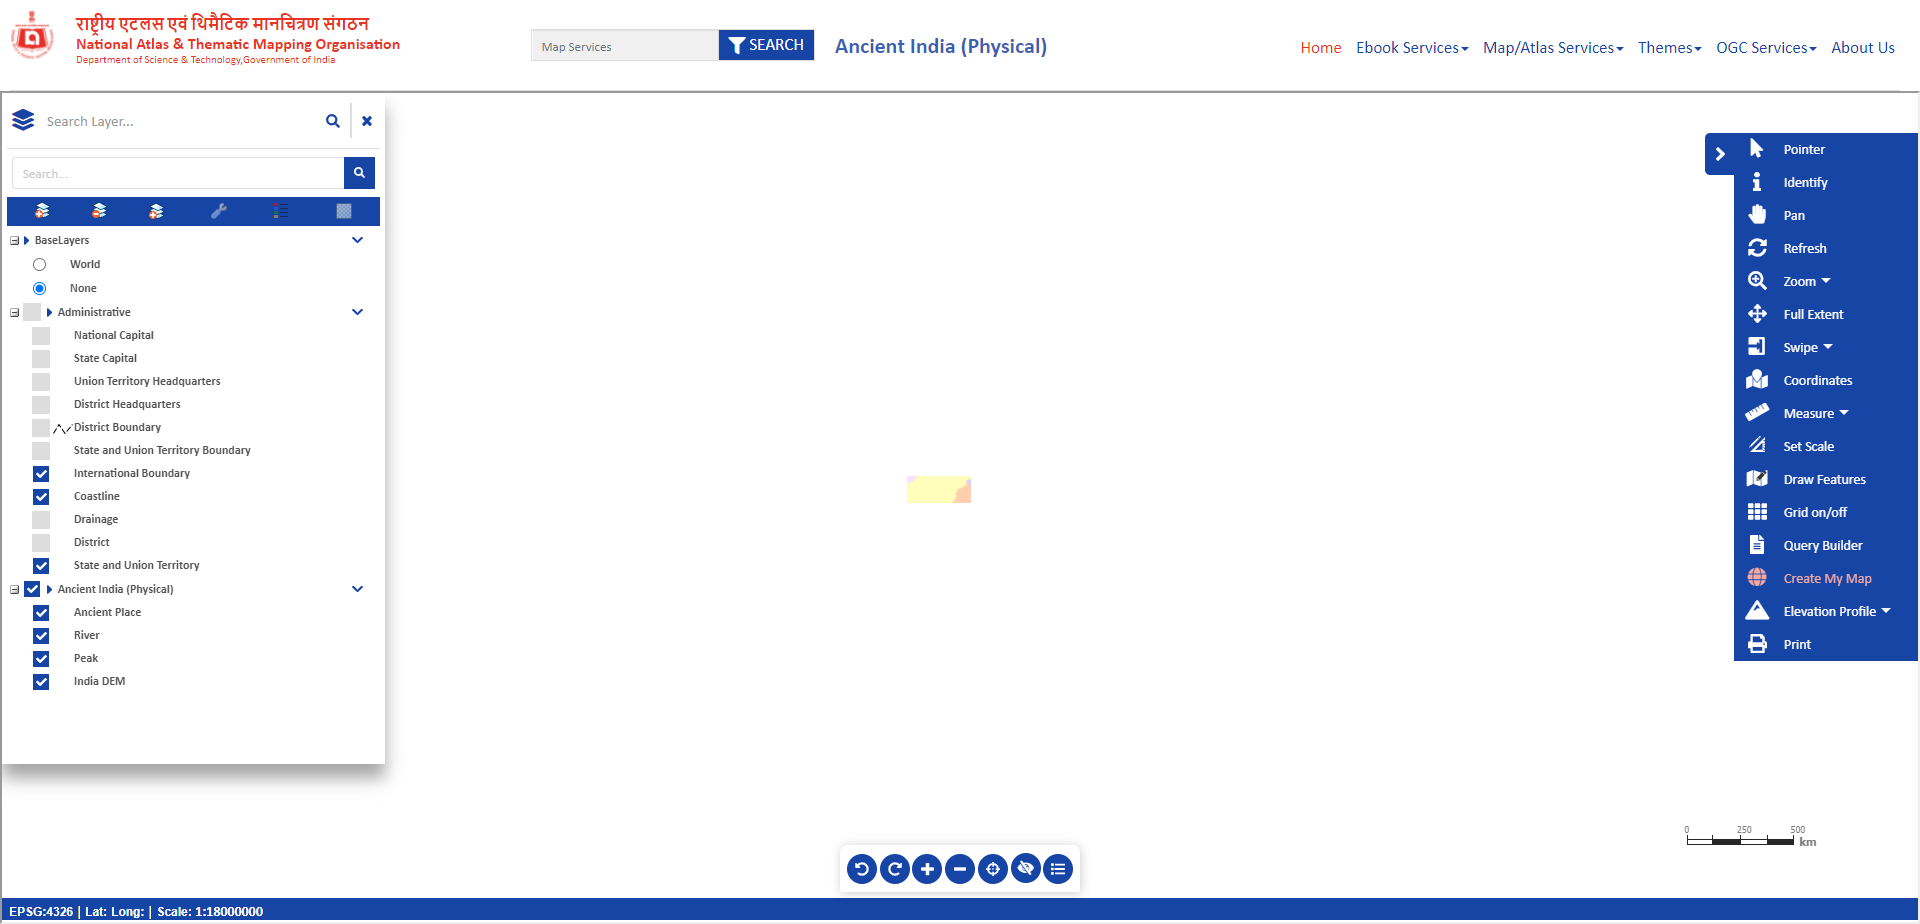 राष्ट्रीय एटलस एवं थिमैटिक मानचित्रण संगठन
National Atlas & Thematic Mapping Organisation
Department of Science & Technology,Government of India
Map Services
SEARCH
Ancient India (Physical)
Home Ebook Services Map/Atlas Services Themes OGC Services About Us
Search Layer...
Search...
BaseLayers
World
None
Administrative
National Capital
State Capital
Union Territory Headquarters
District Headquarters
District Boundary
State and Union Territory Boundary
International Boundary
Coastline
Drainage
District
State and Union Territory
Ancient India (Physical)
Ancient Place
River
Peak
India DEM
Pointer
Identify
Pan
Refresh
Zoom
Full Extent
Swipe
Coordinates
Measure
Set Scale
Draw Features
Grid on/off
Query Builder
Create My Map
Elevation Profile
Print
0 250 500
km
EPSG:4326 | Lat: Long: | Scale: 1:18000000